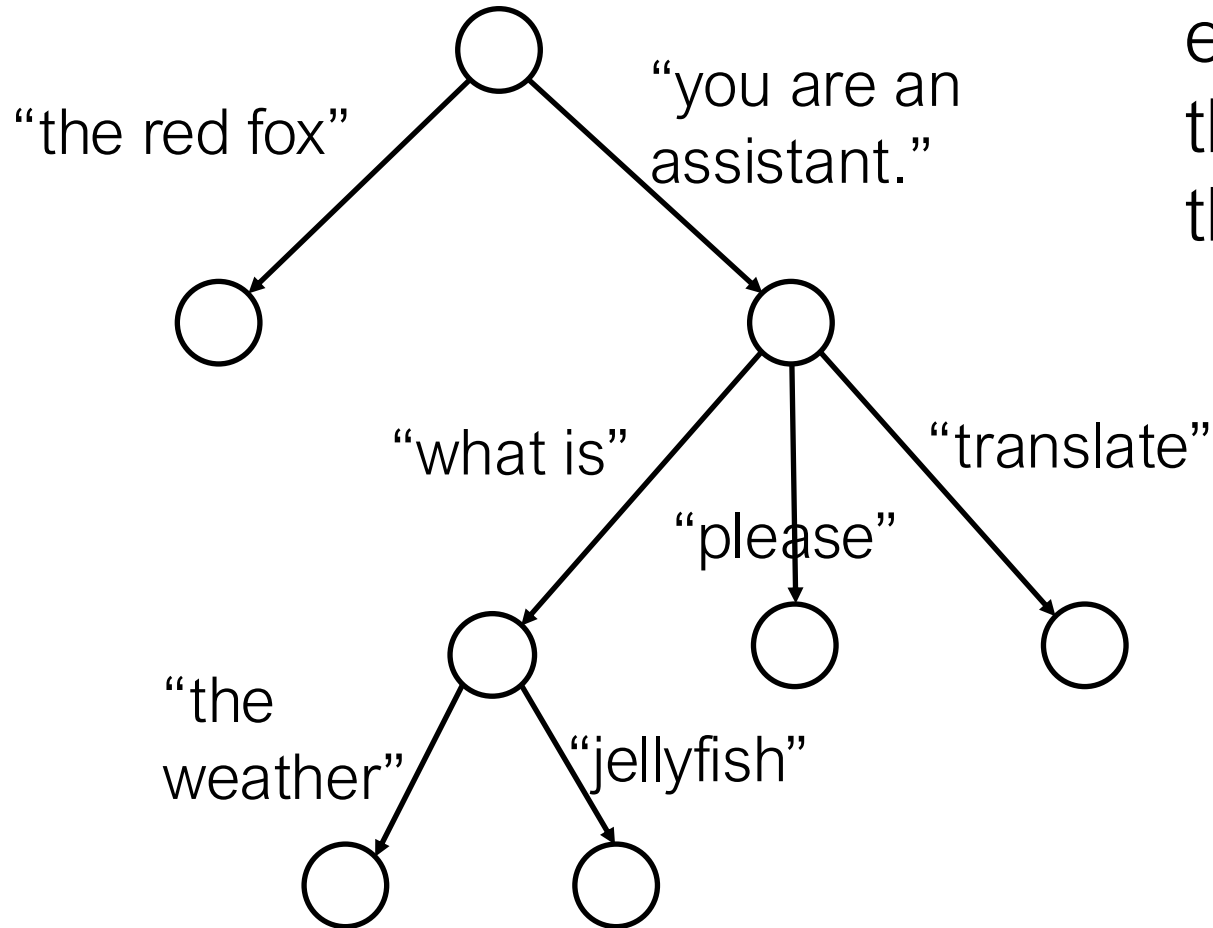 “the red fox”
“you are an
assistant.”
“what is”
“please”
“translate”
“the
weather”
“jellyfish”